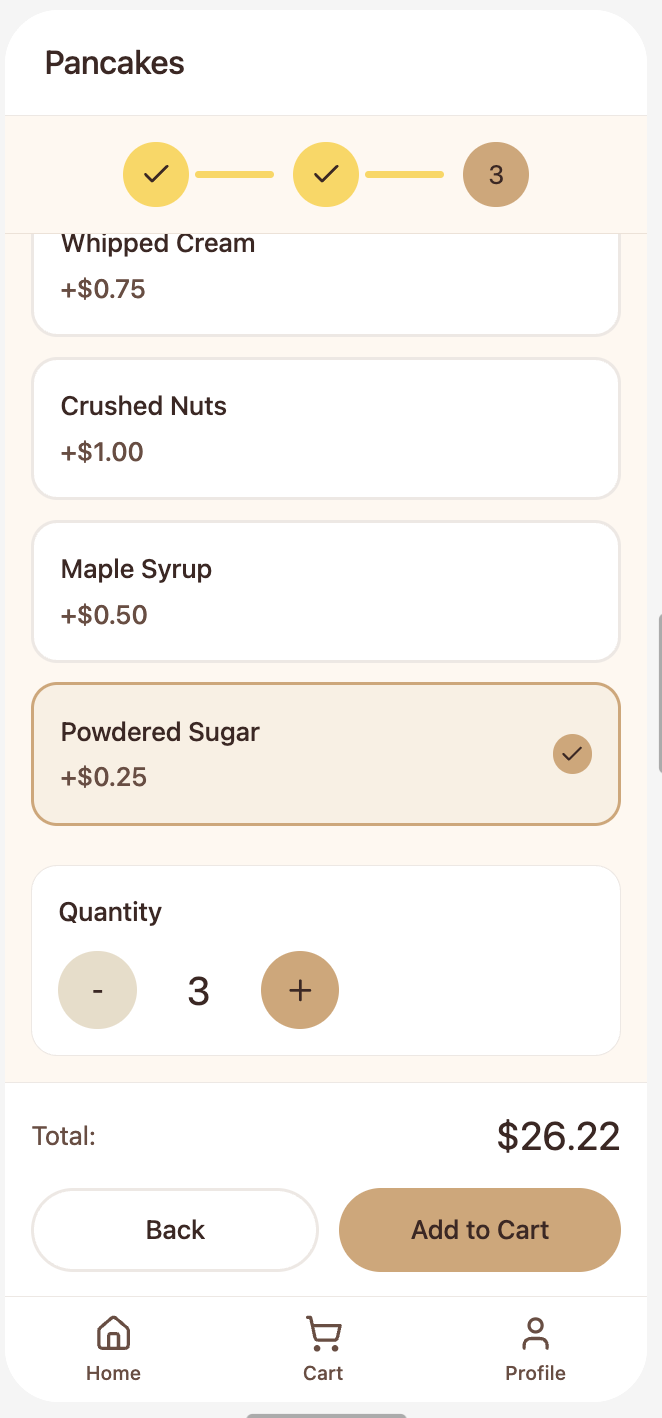 Pancakes
3
Whipped Cream
+$0.75
Crushed Nuts
+$1.00
Maple Syrup
+$0.50
Powdered Sugar
+$0.25
Quantity
- 3 +
Total: $26.22
Back Add to Cart
Home Cart Profile